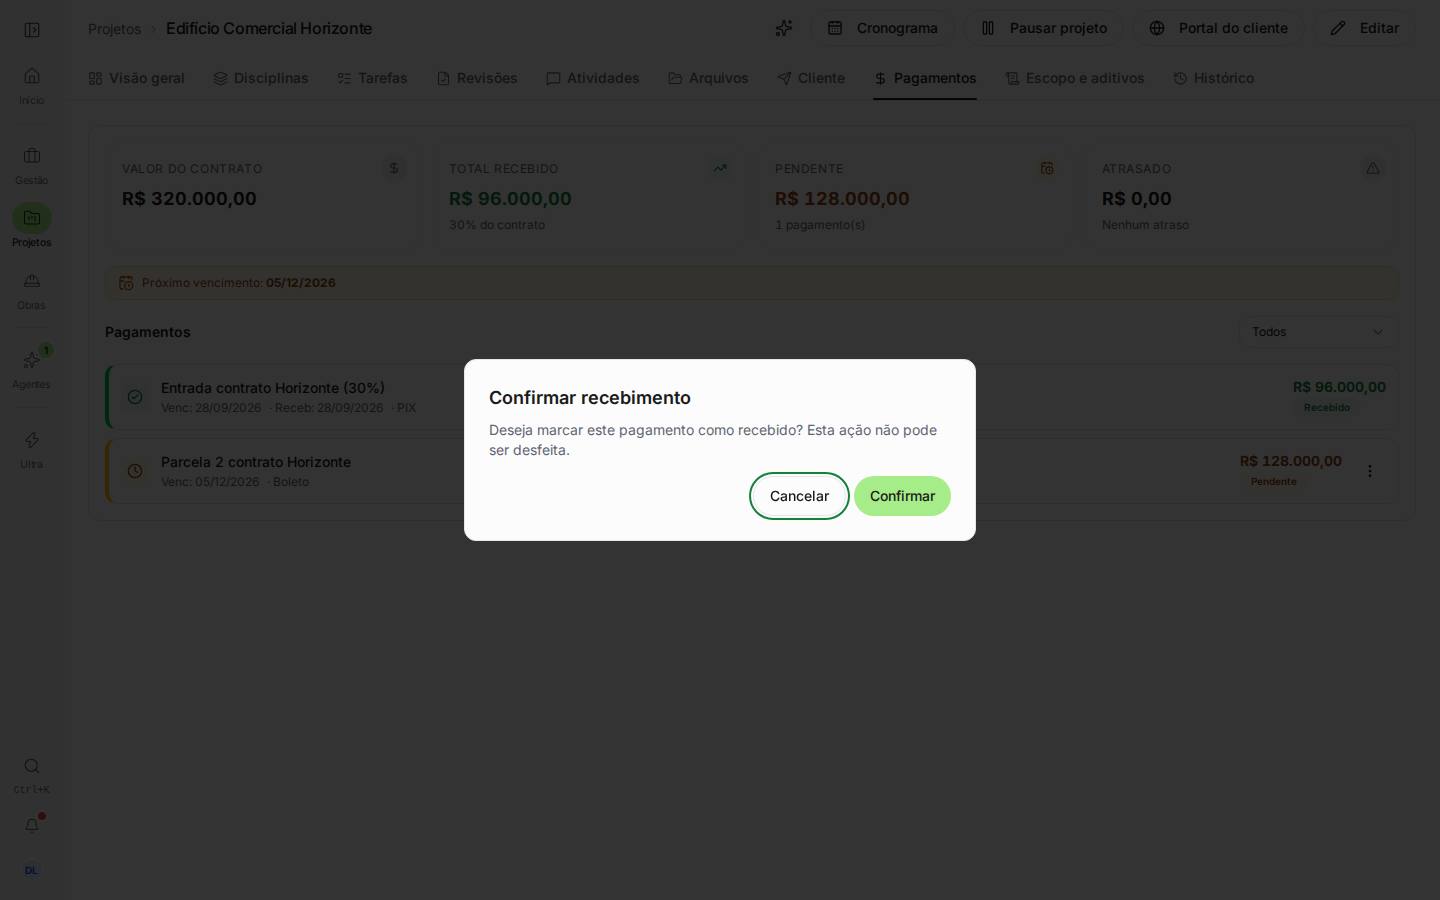 Projetos
Edifício Comercial Horizonte
Cronograma
Pausar projeto
Portal do cliente
Editar
Visão geral
Disciplinas
Tarefas
Revisões
Atividades
Arquivos
Cliente
Pagamentos
Escopo e aditivos
Histórico
Início
Gestão
Projetos
Obras
1
Agentes
Ultra
Ctrl+K
DL
VALOR DO CONTRATO
R$ 320.000,00
TOTAL RECEBIDO
R$ 96.000,00
30% do contrato
PENDENTE
R$ 128.000,00
1 pagamento(s)
ATRASADO
R$ 0,00
Nenhum atraso
Próximo vencimento: 05/12/2026
Pagamentos
Todos
Entrada contrato Horizonte (30%)
Venc: 28/09/2026 · Receb: 28/09/2026 · PIX
R$ 96.000,00
Recebido
Parcela 2 contrato Horizonte
Venc: 05/12/2026 · Boleto
R$ 128.000,00
Pendente
Confirmar recebimento
Deseja marcar este pagamento como recebido? Esta ação não pode
ser desfeita.
Cancelar
Confirmar